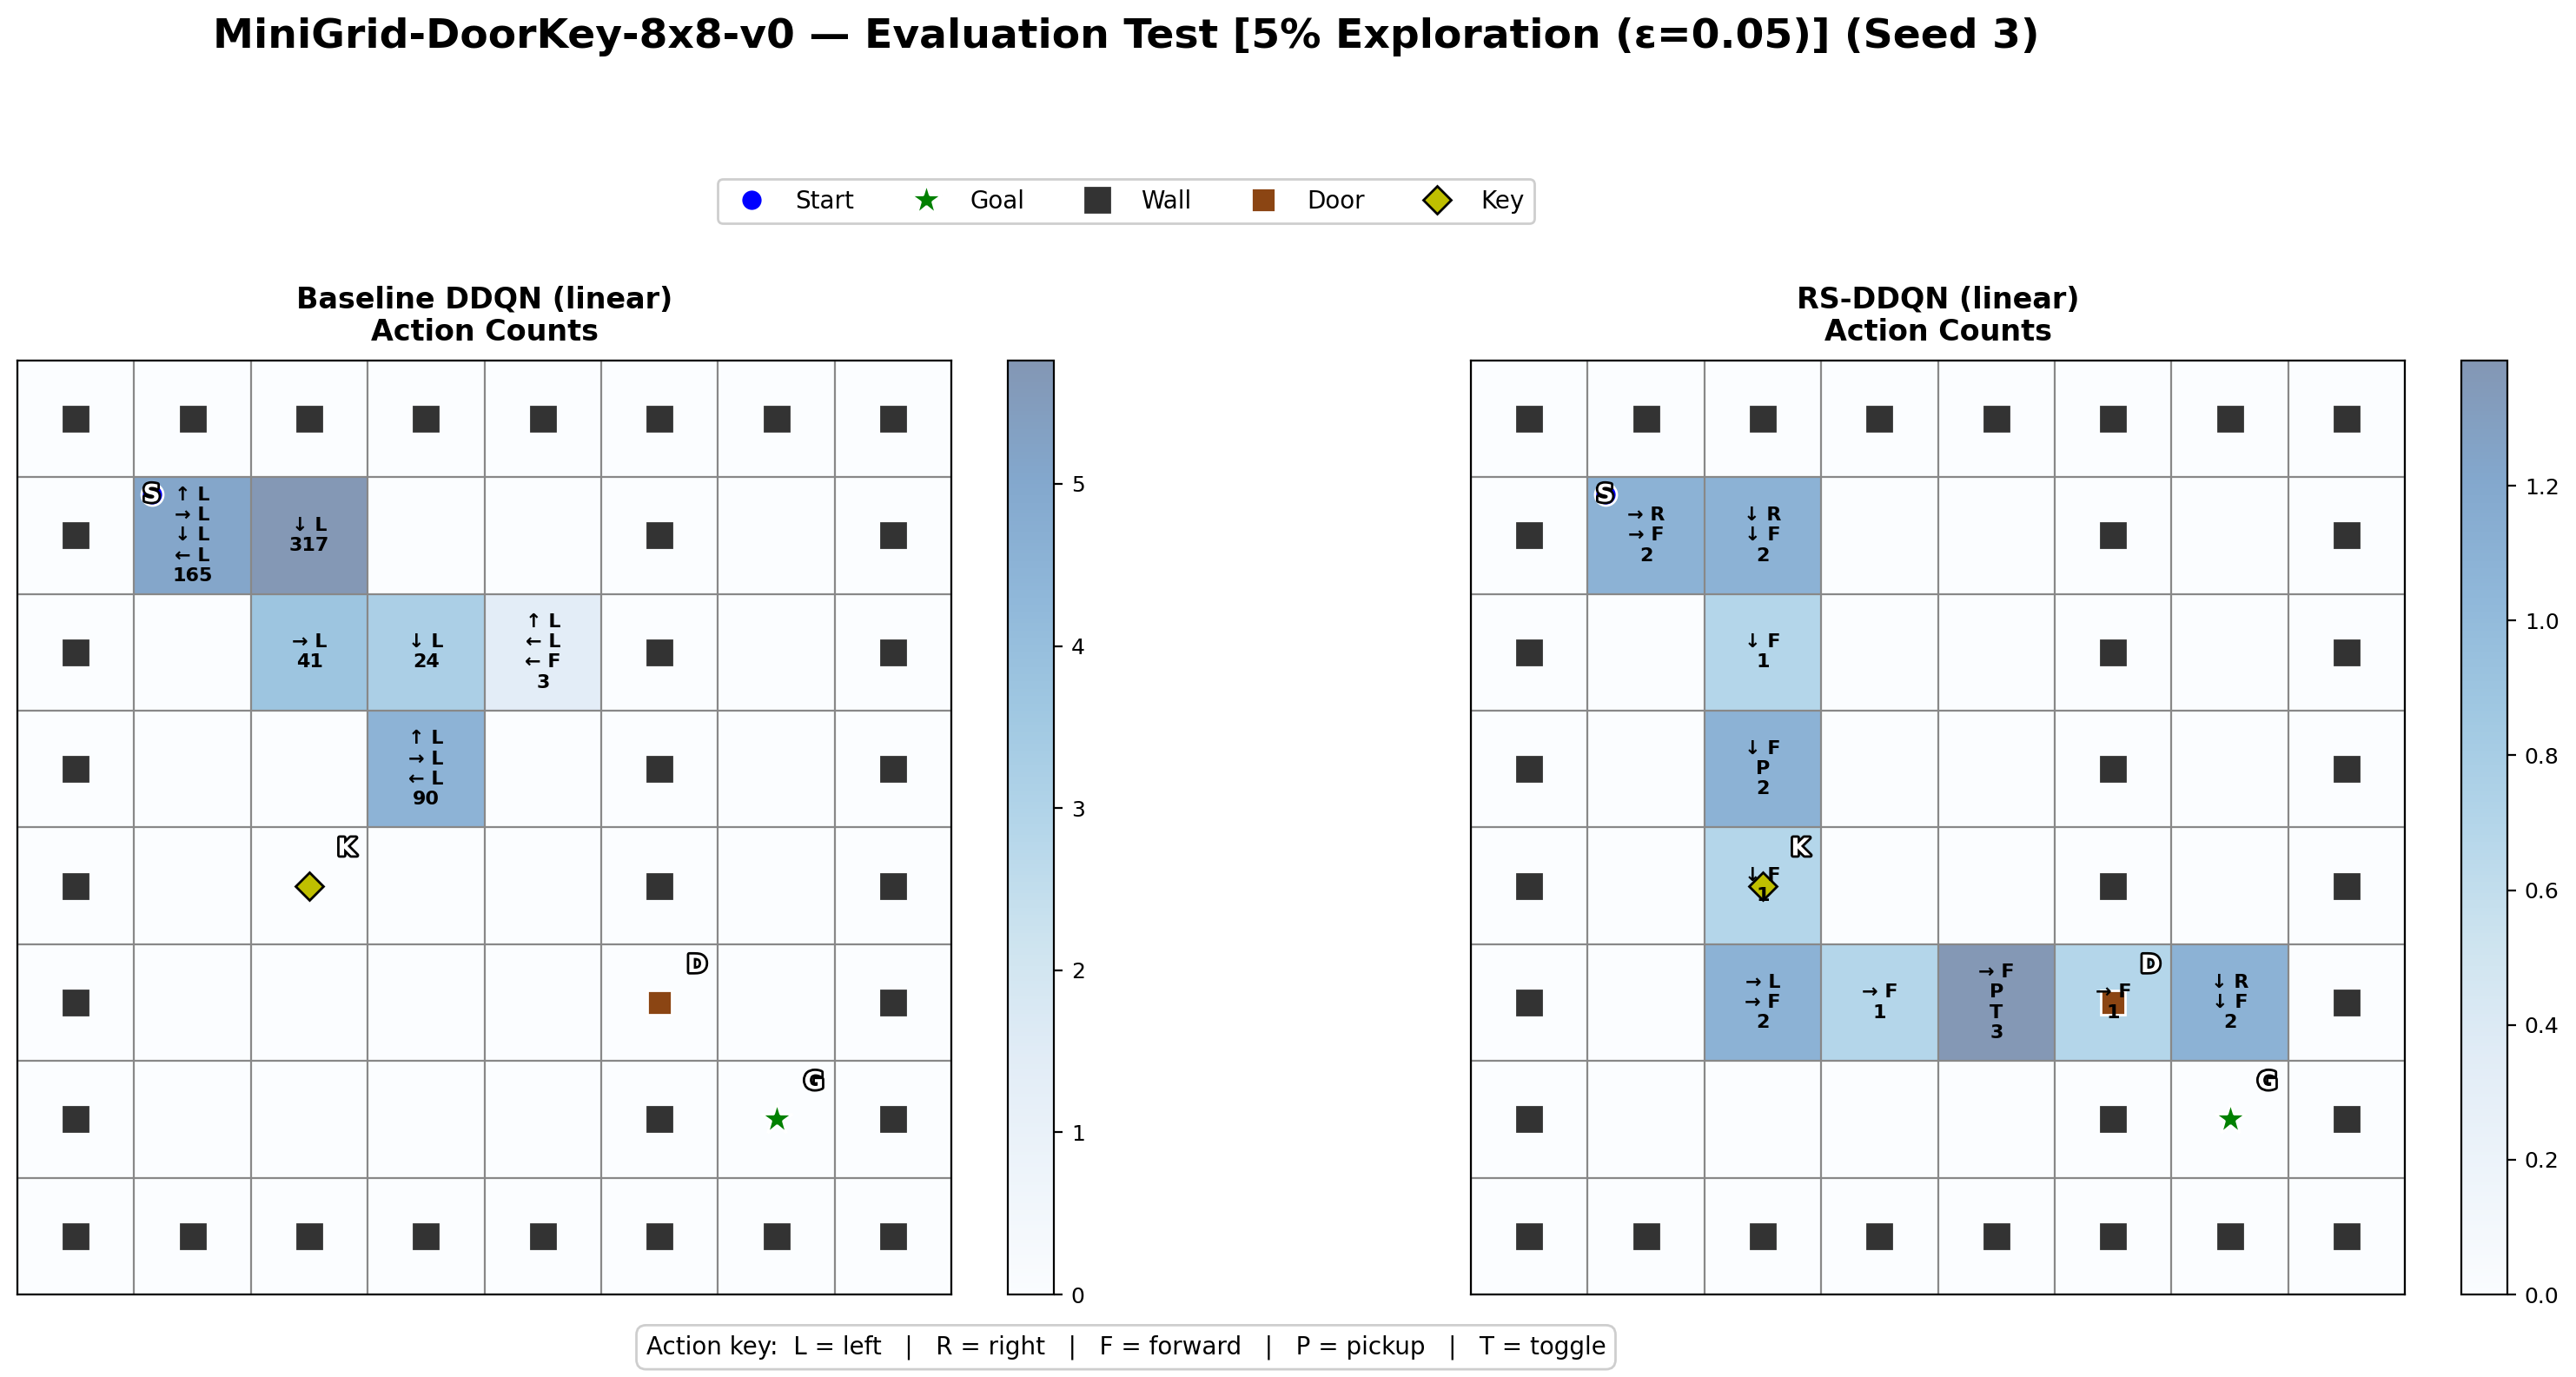 MiniGrid-DoorKey-8x8-v0 — Evaluation Test [5% Exploration (ε=0.05)] (Seed 3)
Start Goal Wall Door Key
Baseline DDQN (linear)
Action Counts
S
↑ L
→ L
↓ L
← L
165
↓ L
317
→ L
41
↓ L
24
↑ L
← L
← F
3
↑ L
→ L
← L
90
K
D
G
5
4
3
2
1
0
RS-DDQN (linear)
Action Counts
S
→ R
→ F
2
↓ R
↓ F
2
↓ F
1
↓ F
P
2
K
↓ F
1
→ L
→ F
2
→ F
1
→ F
P
T
3
D
→ F
1
↓ R
↓ F
2
G
1.2
1.0
0.8
0.6
0.4
0.2
0.0
Action key: L = left | R = right | F = forward | P = pickup | T = toggle